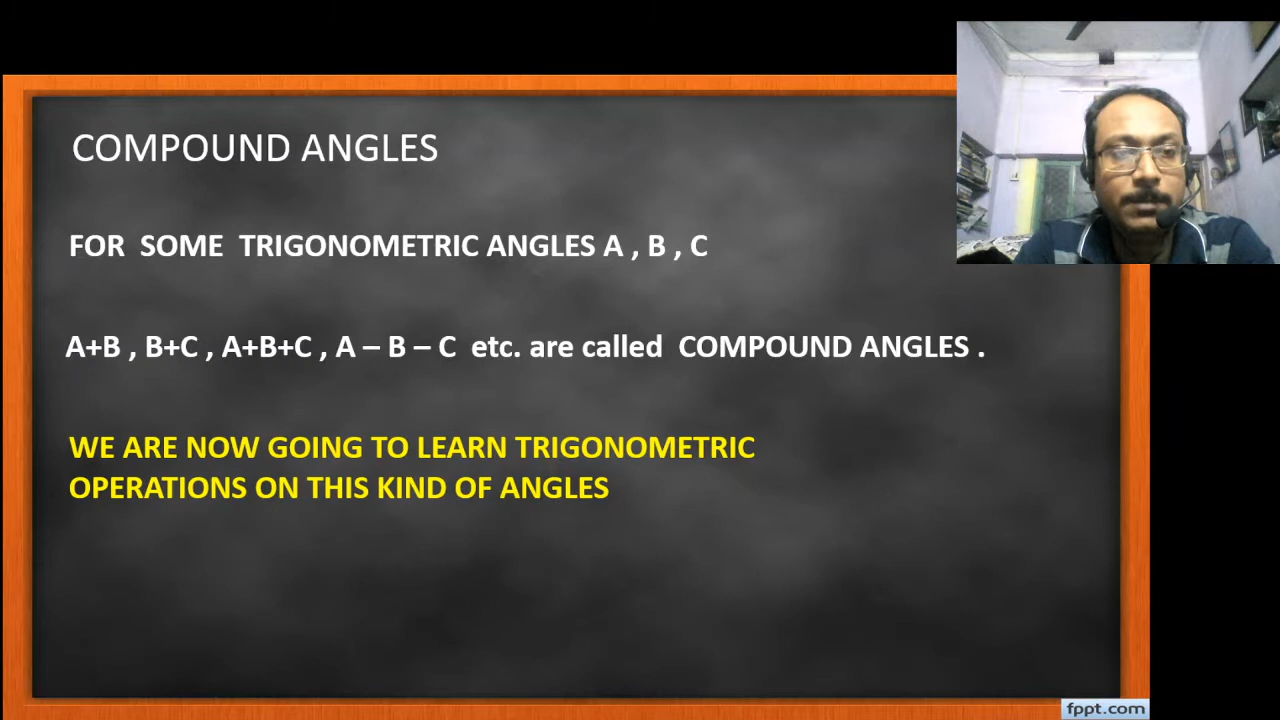 COMPOUND ANGLES
FOR SOME TRIGONOMETRIC ANGLES A , B , C
A+B , B+C , A+B+C , A – B – C etc. are called COMPOUND ANGLES .
WE ARE NOW GOING TO LEARN TRIGONOMETRIC
OPERATIONS ON THIS KIND OF ANGLES
fppt.com